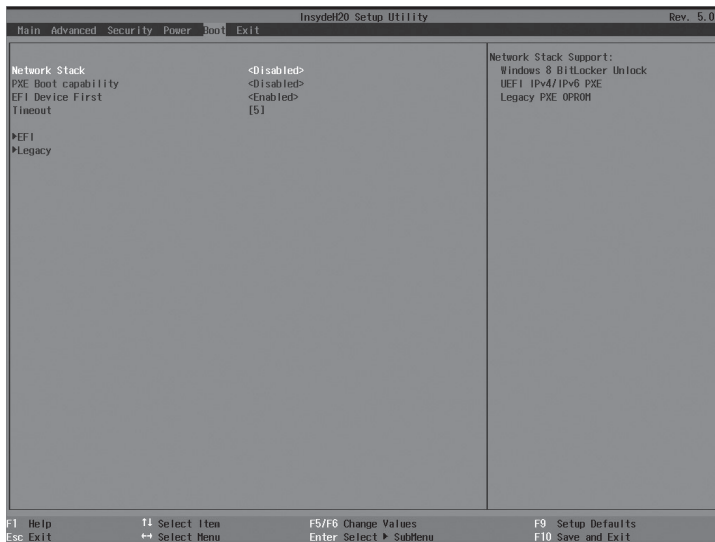 InsydeH20 Setup Utility Rev. 5.0
Main Advanced Security Power Boot Exit
Network Stack <Disabled>
PXE Boot capability <Disabled>
EFI Device First <Enabled>
Timeout [5]
▶EFI
▶Legacy
Network Stack Support:
Windows 8 BitLocker Unlock
UEFI IPv4/IPv6 PXE
Legacy PXE OPROM
F1 Help ↑↓ Select Item F5/F6 Change Values F9 Setup Defaults
Esc Exit ↔ Select Menu Enter Select ▶ SubMenu F10 Save and Exit